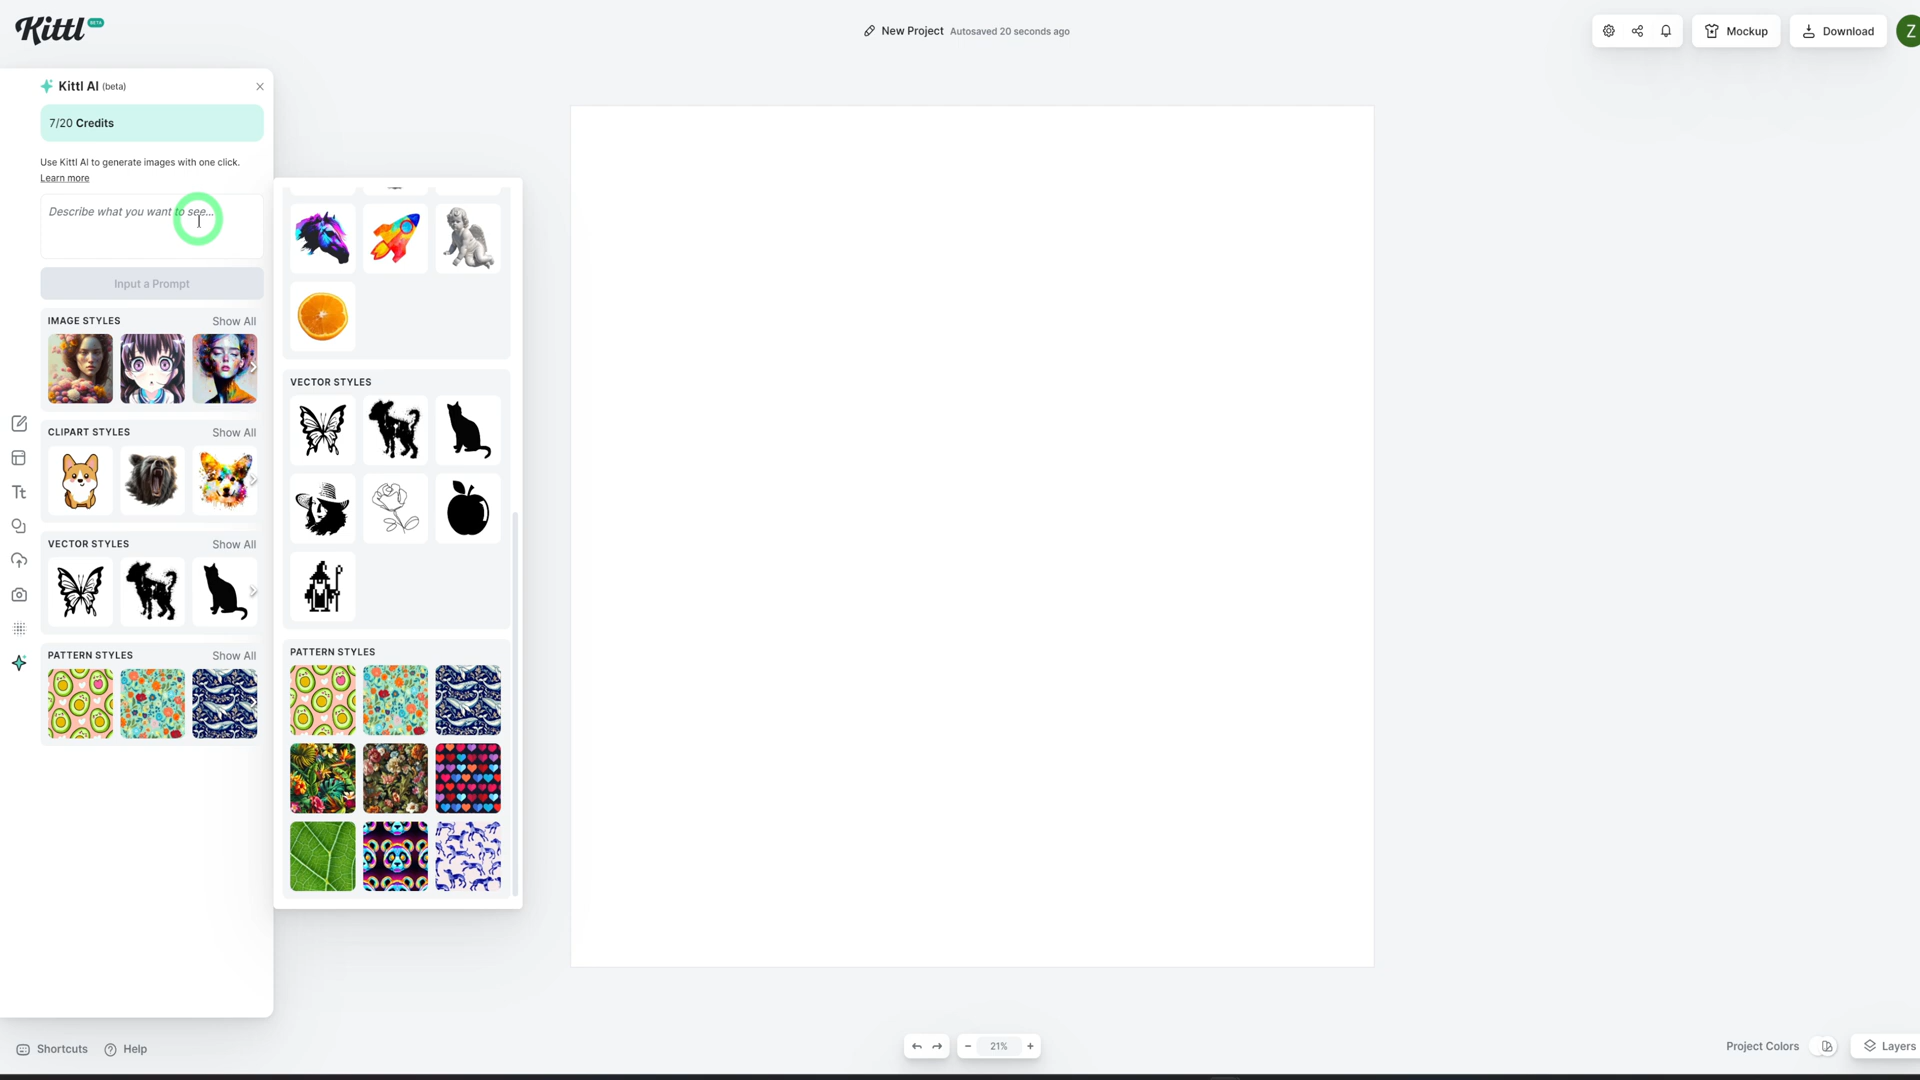 Kittl BETA
New Project Autosaved 20 seconds ago
Mockup
Download
Z
Kittl AI (beta)
7/20 Credits
Use Kittl AI to generate images with one click.
Learn more
Describe what you want to see...
Input a Prompt
IMAGE STYLES Show All
CLIPART STYLES Show All
VECTOR STYLES Show All
PATTERN STYLES Show All
Tt
VECTOR STYLES
PATTERN STYLES
Shortcuts
Help
21%
Project Colors
Layers